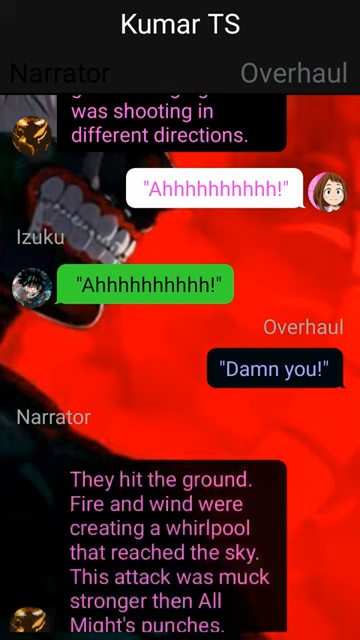 Kumar TS
Narrator
Overhaul
was shooting in
different directions.
"Ahhhhhhhhhh!"
Izuku
"Ahhhhhhhhhh!"
Overhaul
"Damn you!"
Narrator
They hit the ground.
Fire and wind were
creating a whirlpool
that reached the sky.
This attack was muck
stronger then All
Might's punches.